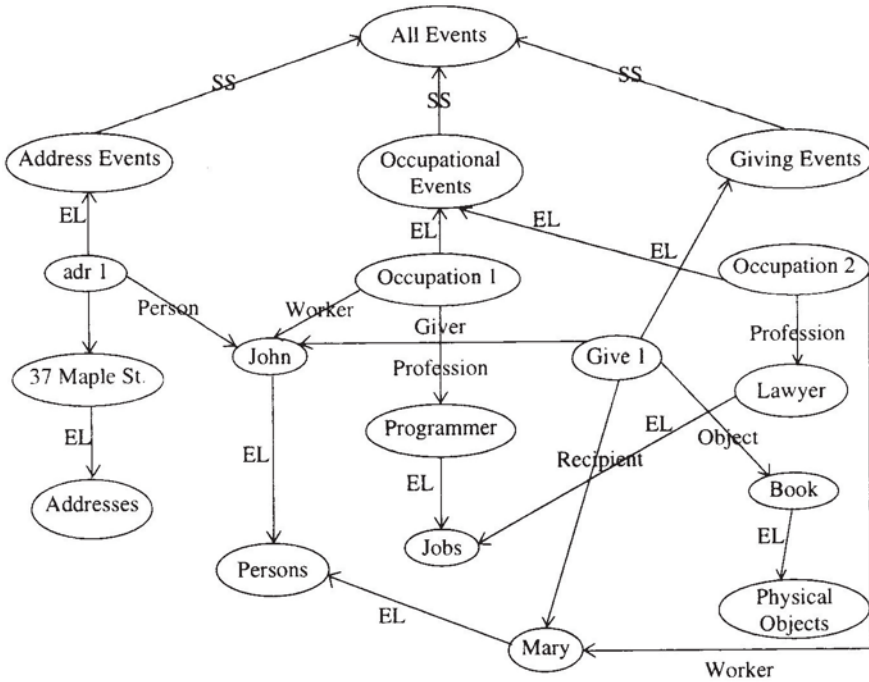 All Events
SS
SS
SS
Address Events
Occupational
Events
Giving Events
EL
EL
EL
EL
adr 1
Occupation 1
Occupation 2
Person
Worker
Giver
Profession
John
Give 1
37 Maple St.
Profession
Lawyer
Programmer
EL
Object
EL
EL
Recipient
EL
Addresses
Book
Jobs
EL
Persons
Physical
Objects
EL
Mary
Worker